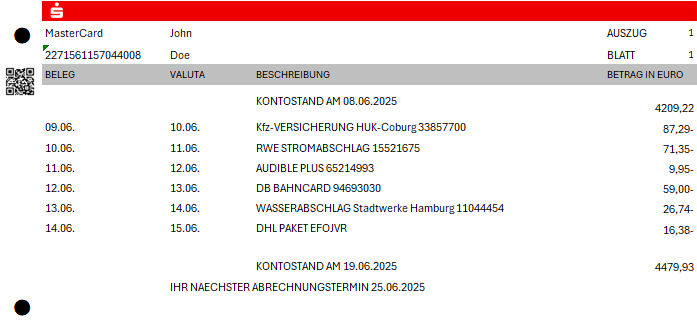 MasterCard John AUSZUG 1
2271561157044008 Doe BLATT 1
BELEG VALUTA BESCHREIBUNG BETRAG IN EURO
KONTOSTAND AM 08.06.2025 4209,22
09.06. 10.06. Kfz-VERSICHERUNG HUK-Coburg 33857700 87,29-
10.06. 11.06. RWE STROMABSCHLAG 15521675 71,35-
11.06. 12.06. AUDIBLE PLUS 65214993 9,95-
12.06. 13.06. DB BAHNCARD 94693030 59,00-
13.06. 14.06. WASSERABSCHLAG Stadtwerke Hamburg 11044454 26,74-
14.06. 15.06. DHL PAKET EFOJVR 16,38-
KONTOSTAND AM 19.06.2025 4479,93
IHR NAECHSTER ABRECHNUNGSTERMIN 25.06.2025